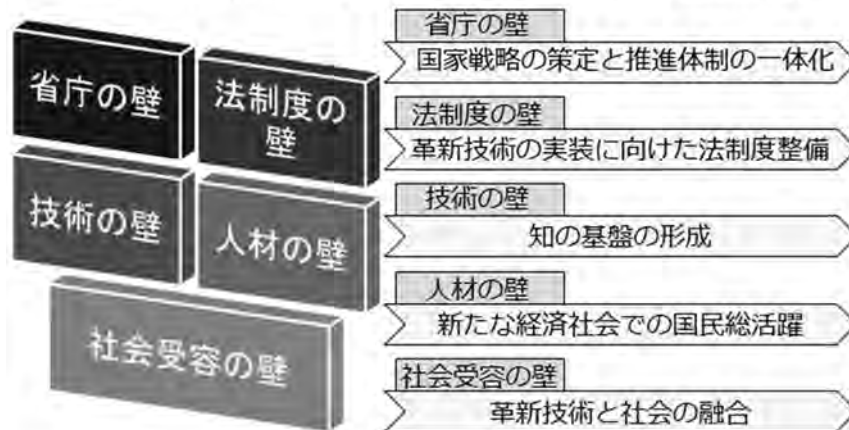 省庁の壁
法制度の
壁
技術の壁
人材の壁
社会受容の壁
省庁の壁
国家戦略の策定と推進体制の一体化
法制度の壁
革新技術の実装に向けた法制度整備
技術の壁
知の基盤の形成
人材の壁
新たな経済社会での国民総活躍
社会受容の壁
革新技術と社会の融合